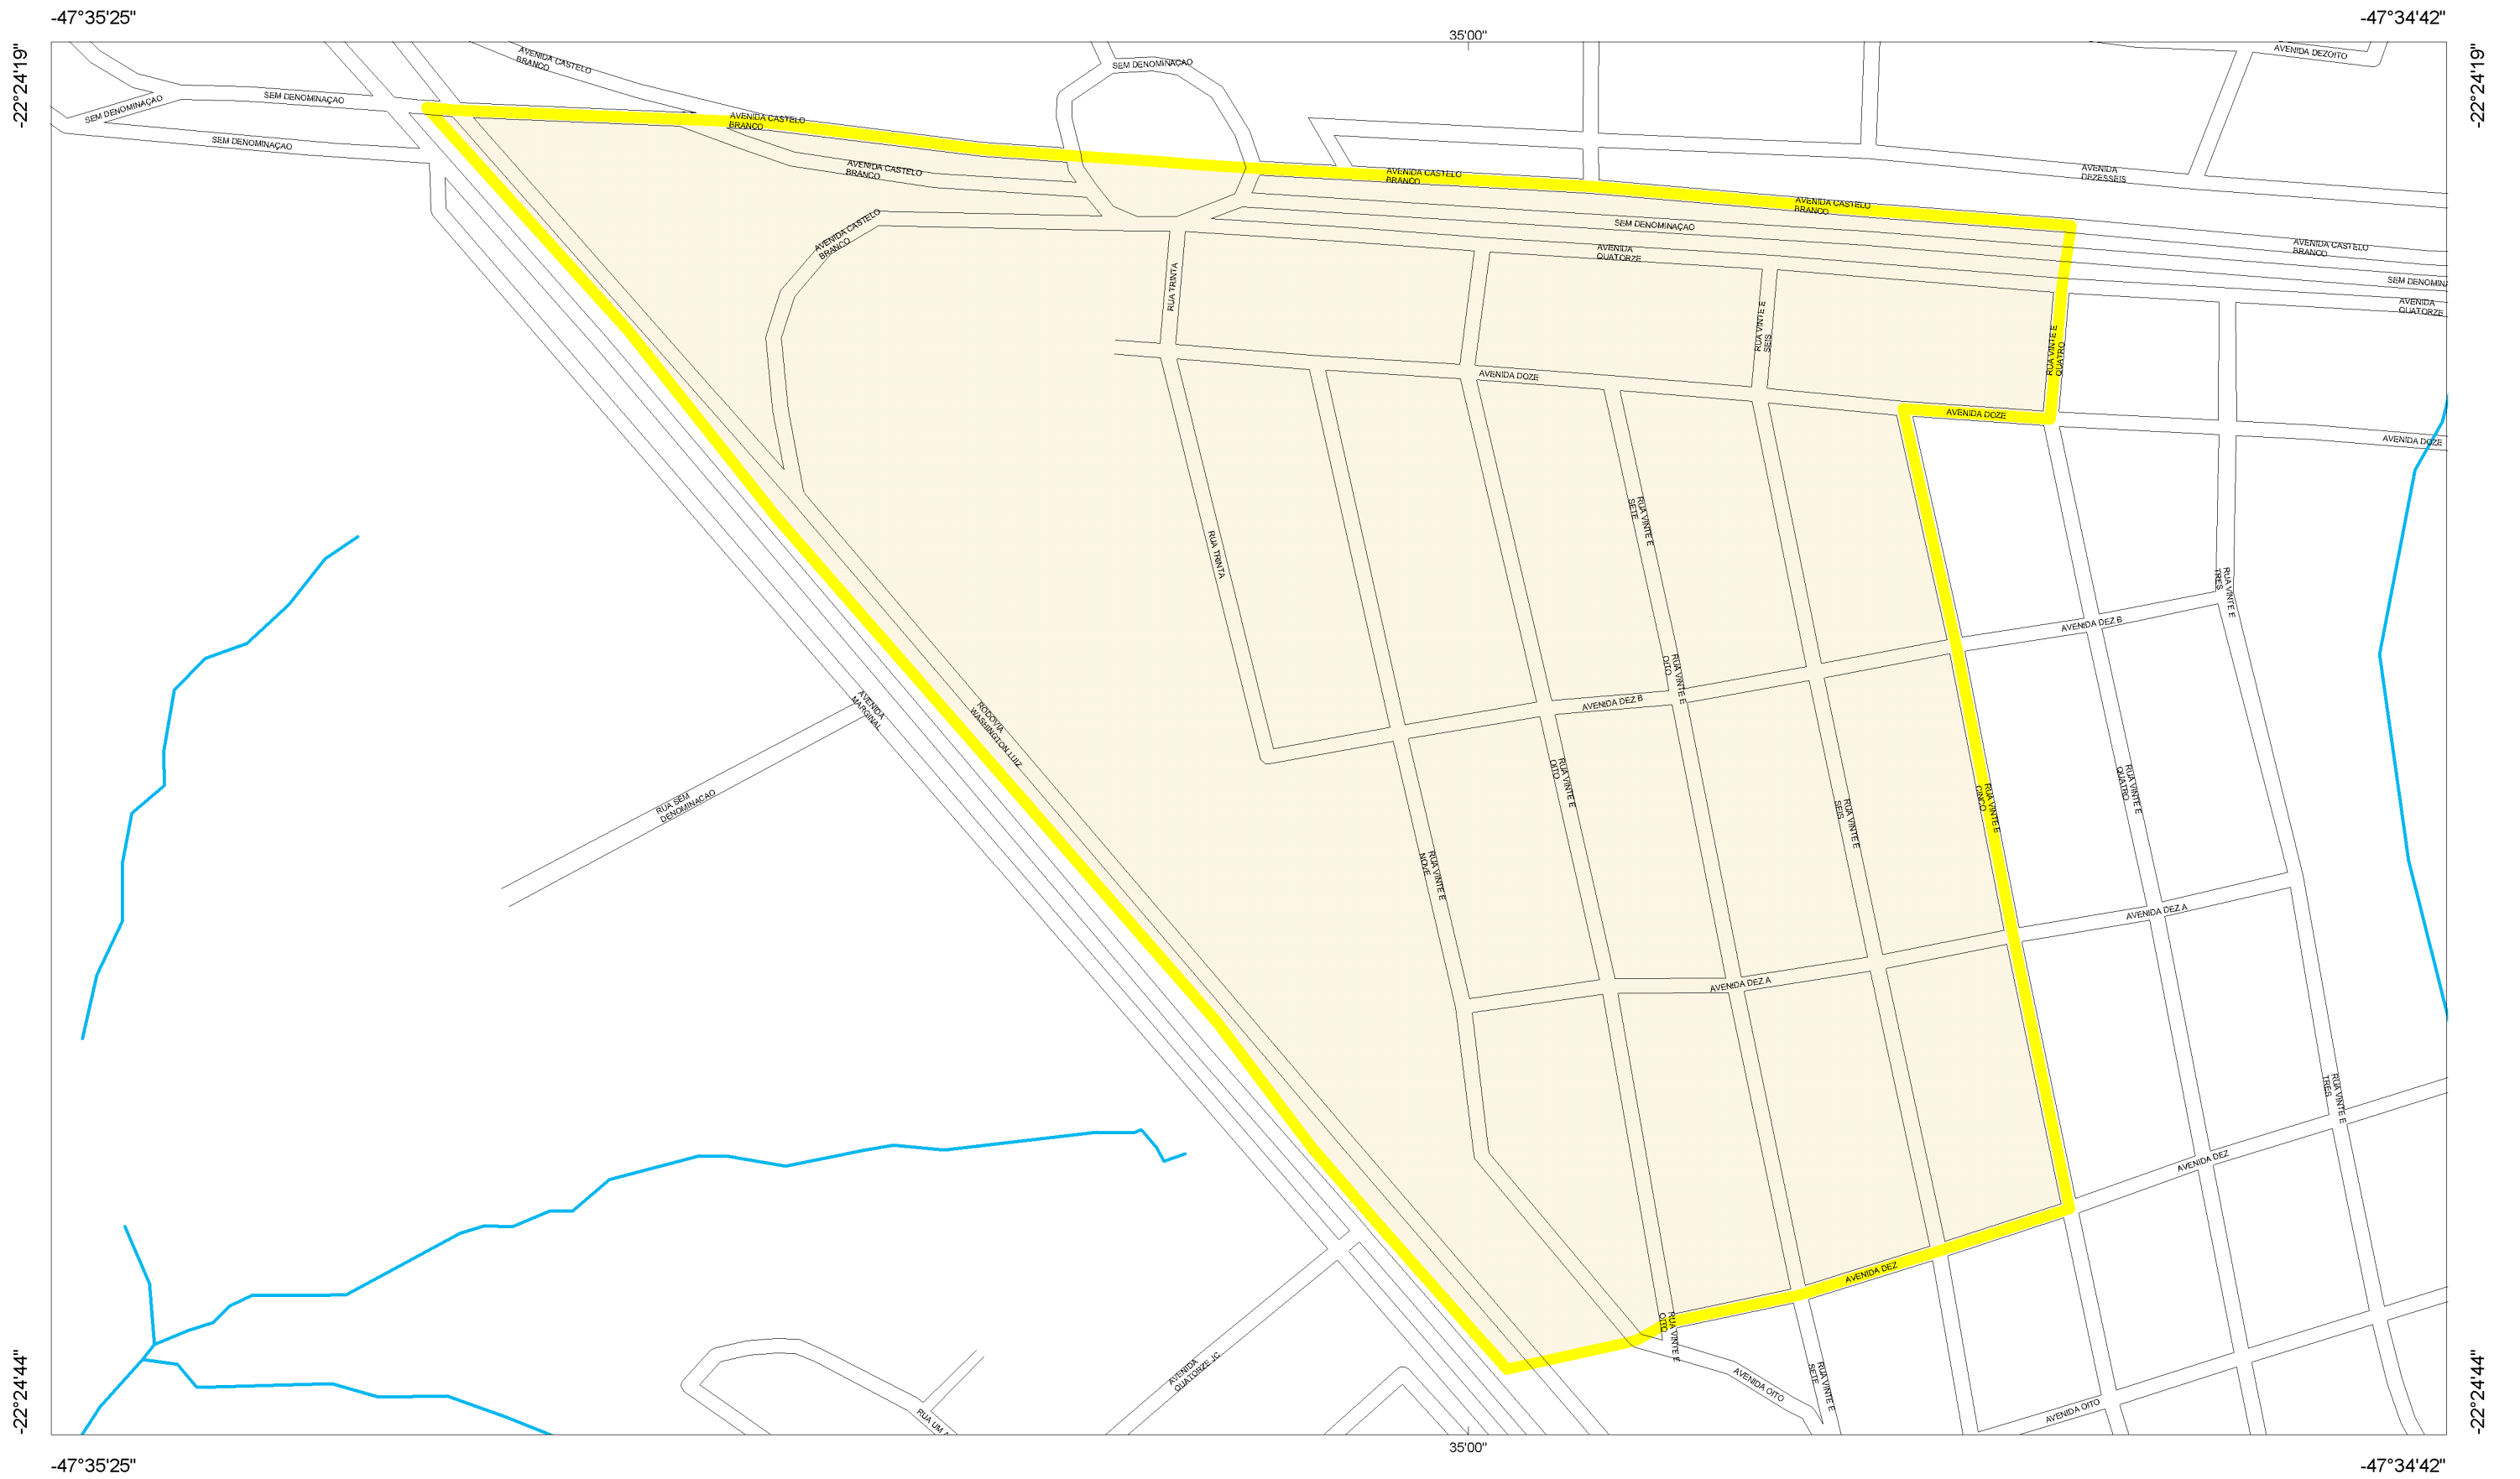 -47°35'25"
-47°34'42"
35'00"
-22°24'19"
-22°24'19"
AVENIDA CASTELO
BRANCO
SEM DENOMINAÇAO
AVENIDA DEZOITO
SEM DENOMINAÇAO
SEM DENOMINAÇAO
SEM DENOMINAÇAO
AVENIDA CASTELO
BRANCO
AVENIDA CASTELO
BRANCO
AVENIDA CASTELO
BRANCO
AVENIDA
DEZESSEIS
AVENIDA CASTELO
BRANCO
AVENIDA CASTELO
BRANCO
SEM DENOMINAÇAO
AVENIDA
QUATORZE
AVENIDA CASTELO
BRANCO
SEM DENOMINA
AVENIDA
QUATORZE
RUA TRINTA
RUA VINTE E
SEIS
RUA VINTE E
QUATRO
AVENIDA DOZE
AVENIDA DOZE
AVENIDA DOZE
RUA VINTE E
SETE
RUA TRINTA
RUA VINTE E
TRES
AVENIDA DEZ B
RUA VINTE E
OITO
AVENIDA DEZ B
AVENIDA
MARGINAL
RODOVIA
WASHINGTON LUIZ
RUA SEM
DENOMINACAO
RUA VINTE E
OITO
RUA VINTE E
SEIS
RUA VINTE E
CINCO
RUA VINTE E
QUATRO
RUA VINTE E
NOVE
AVENIDA DEZ A
AVENIDA DEZ A
RUA VINTE E
TRES
AVENIDA DEZ
AVENIDA DEZ
RUA VINTE E
OITO
AVENIDA
QUATORZE JC
AVENIDA OITO
RUA VINTE E
SETE
AVENIDA OITO
RUA UM A
-22°24'44"
-22°24'44"
35'00"
-47°35'25"
-47°34'42"